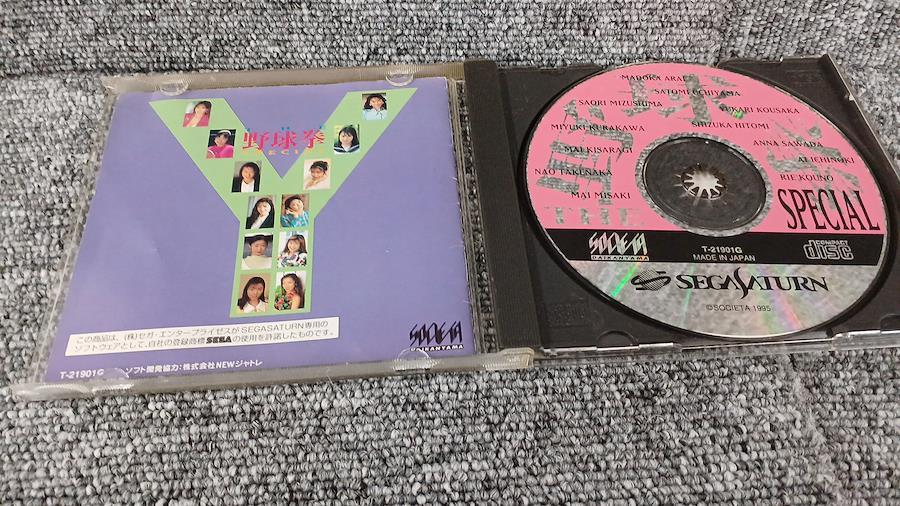 野球拳
SPECIAL
この商品は、(株)セガ・エンタープライゼスがSEGASATURN専用の
ソフトウェアとして、自社の登録商標SEGAの使用を許諾したものです。
SOCIETA
DAIKANYAMA
T-21901G
ソフト開発協力:株式会社NEWジャトレ
MADOKA ARAI
SATOMI UCHIYAMA
SAORI MIZUSHIMA
YUKARI KOUSAKA
MIYUKI KURAKAWA
SHIZUKA HITOMI
MAI KISARAGI
ANNA SAWADA
AI ICHINOKI
NAO TAKENAKA
RIE KOUNO
MAI MISAKI
THE
SPECIAL
SOCIETA
DAIKANYAMA
T-21901G
MADE IN JAPAN
COMPACT
disc
SEGASATURN
©SOCIETA 1995